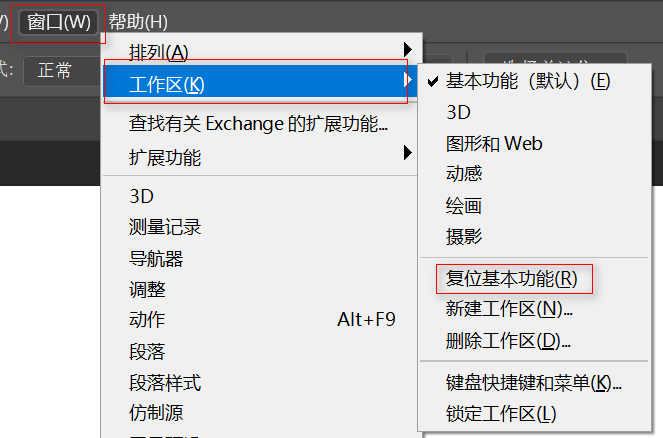 窗口(W) 帮助(H)
式: 正常
排列(A)
工作区(K)
查找有关 Exchange 的扩展功能...
扩展功能
3D
测量记录
导航器
调整
动作 Alt+F9
段落
段落样式
仿制源
基本功能（默认）(E)
3D
图形和 Web
动感
绘画
摄影
复位基本功能(R)
新建工作区(N)...
删除工作区(D)...
键盘快捷键和菜单(K)...
锁定工作区(L)